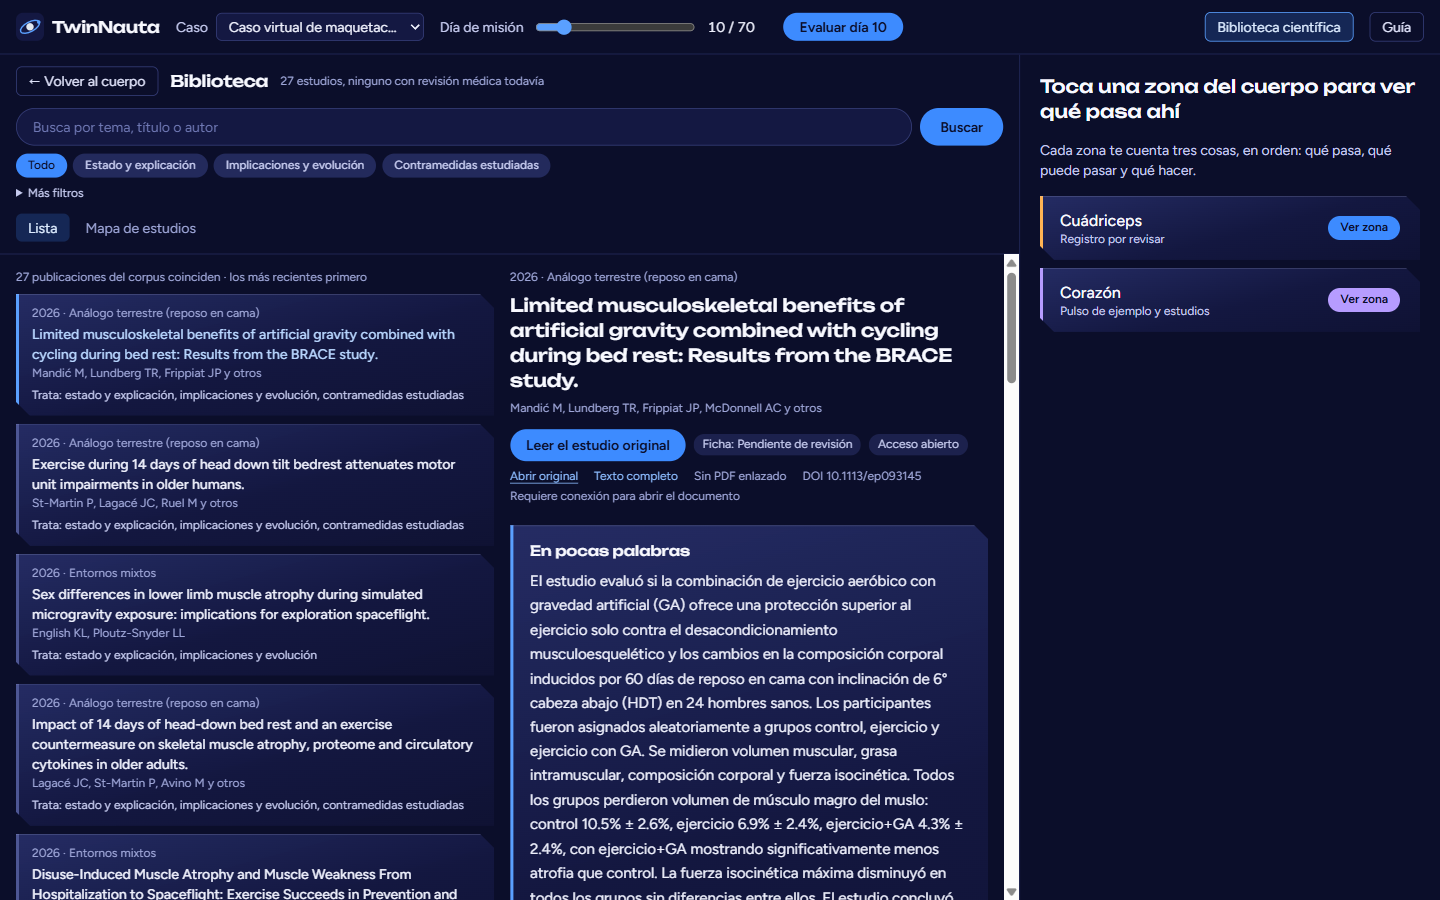 TwinNauta
Caso
Caso virtual de maquetac...
Día de misión
10 / 70
Evaluar día 10
Biblioteca científica
Guía
← Volver al cuerpo
Biblioteca
27 estudios, ninguno con revisión médica todavía
Busca por tema, título o autor
Buscar
Todo
Estado y explicación
Implicaciones y evolución
Contramedidas estudiadas
Más filtros
Lista
Mapa de estudios
27 publicaciones del corpus coinciden · los más recientes primero
2026 · Análogo terrestre (reposo en cama)
Limited musculoskeletal benefits of artificial gravity combined with
cycling during bed rest: Results from the BRACE study.
Mandić M, Lundberg TR, Frippiat JP y otros
Trata: estado y explicación, implicaciones y evolución, contramedidas estudiadas
2026 · Análogo terrestre (reposo en cama)
Exercise during 14 days of head down tilt bedrest attenuates motor
unit impairments in older humans.
St-Martin P, Lagacé JC, Ruel M y otros
Trata: estado y explicación, implicaciones y evolución, contramedidas estudiadas
2026 · Entornos mixtos
Sex differences in lower limb muscle atrophy during simulated
microgravity exposure: implications for exploration spaceflight.
English KL, Ploutz-Snyder LL
Trata: estado y explicación, implicaciones y evolución
2026 · Análogo terrestre (reposo en cama)
Impact of 14 days of head-down bed rest and an exercise
countermeasure on skeletal muscle atrophy, proteome and circulatory
cytokines in older adults.
Lagacé JC, St-Martin P, Avino M y otros
Trata: estado y explicación, implicaciones y evolución, contramedidas estudiadas
2026 · Entornos mixtos
Disuse-Induced Muscle Atrophy and Muscle Weakness From
Hospitalization to Spaceflight: Exercise Succeeds in Prevention and
2026 · Análogo terrestre (reposo en cama)
Limited musculoskeletal benefits of
artificial gravity combined with cycling
during bed rest: Results from the BRACE
study.
Mandić M, Lundberg TR, Frippiat JP, McDonnell AC y otros
Leer el estudio original
Ficha: Pendiente de revisión
Acceso abierto
Abrir original
Texto completo
Sin PDF enlazado
DOI 10.1113/ep093145
Requiere conexión para abrir el documento
En pocas palabras
El estudio evaluó si la combinación de ejercicio aeróbico con
gravedad artificial (GA) ofrece una protección superior al
ejercicio solo contra el desacondicionamiento
musculoesquelético y los cambios en la composición corporal
inducidos por 60 días de reposo en cama con inclinación de 6°
cabeza abajo (HDT) en 24 hombres sanos. Los participantes
fueron asignados aleatoriamente a grupos control, ejercicio y
ejercicio con GA. Se midieron volumen muscular, grasa
intramuscular, composición corporal y fuerza isocinética. Todos
los grupos perdieron volumen de músculo magro del muslo:
control 10.5% ± 2.6%, ejercicio 6.9% ± 2.4%, ejercicio+GA 4.3% ±
2.4%, con ejercicio+GA mostrando significativamente menos
atrofia que control. La fuerza isocinética máxima disminuyó en
todos los grupos sin diferencias entre ellos. El estudio concluyó
Toca una zona del cuerpo para ver
qué pasa ahí
Cada zona te cuenta tres cosas, en orden: qué pasa, qué
puede pasar y qué hacer.
Cuádriceps
Registro por revisar
Ver zona
Corazón
Pulso de ejemplo y estudios
Ver zona